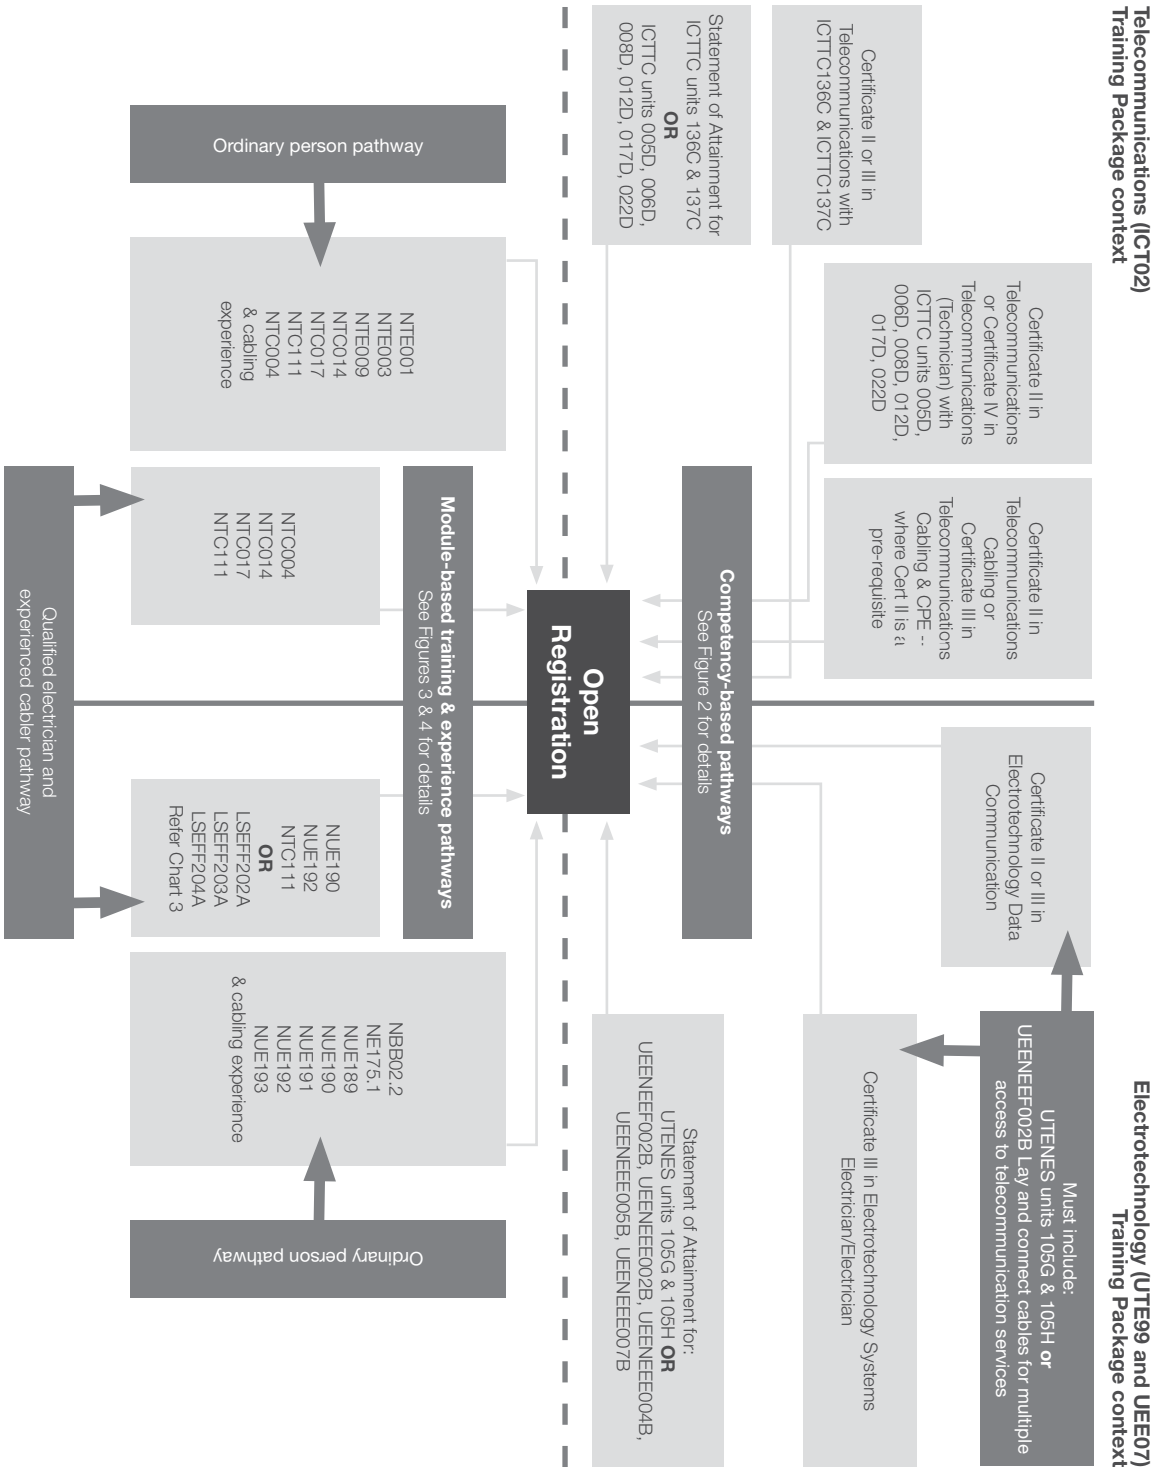 Telecommunications (ICT02)
Training Package context
Electrotechnology (UTE99 and UEE07)
Training Package context
Certificate II or III in
Telecommunications with
ICTTC136C & ICTTC137C
Statement of Attainment for
ICTTC units 136C & 137C
OR
ICTTC units 005D, 006D,
008D, 012D, 017D, 022D
Certificate II in
Telecommunications
or Certificate IV in
Telecommunications
(Technician) with
ICTTC units 005D,
006D, 008D, 012D,
017D, 022D
Certificate II in
Telecommunications
Cabling or
Certificate III in
Telecommunications
Cabling & CPE --
where Cert II is a
pre-requisite
Certificate II or III in
Electrotechnology Data
Communication
Must include:
UTENES units 105G & 105H or
UEENEEF002B Lay and connect cables for multiple
access to telecommunication services
Certificate III in Electrotechnology Systems
Electrician/Electrician
Statement of Attainment for:
UTENES units 105G & 105H OR
UEENEEF002B, UEENEEE002B, UEENEEE004B,
UEENEEE005B, UEENEEE007B
Competency-based pathways
See Figure 2 for details
Open
Registration
Module-based training & experience pathways
See Figures 3 & 4 for details
Ordinary person pathway
NTE001
NTE003
NTE009
NTC014
NTC017
NTC111
NTC004
& cabling
experience
NTC004
NTC014
NTC017
NTC111
NUE190
NUE192
NTC111
OR
LSEFF202A
LSEFF203A
LSEFF204A
Refer Chart 3
NBB02.2
NE175.1
NUE189
NUE190
NUE191
NUE192
NUE193
& cabling experience
Ordinary person pathway
Qualified electrician and
experienced cabler pathway